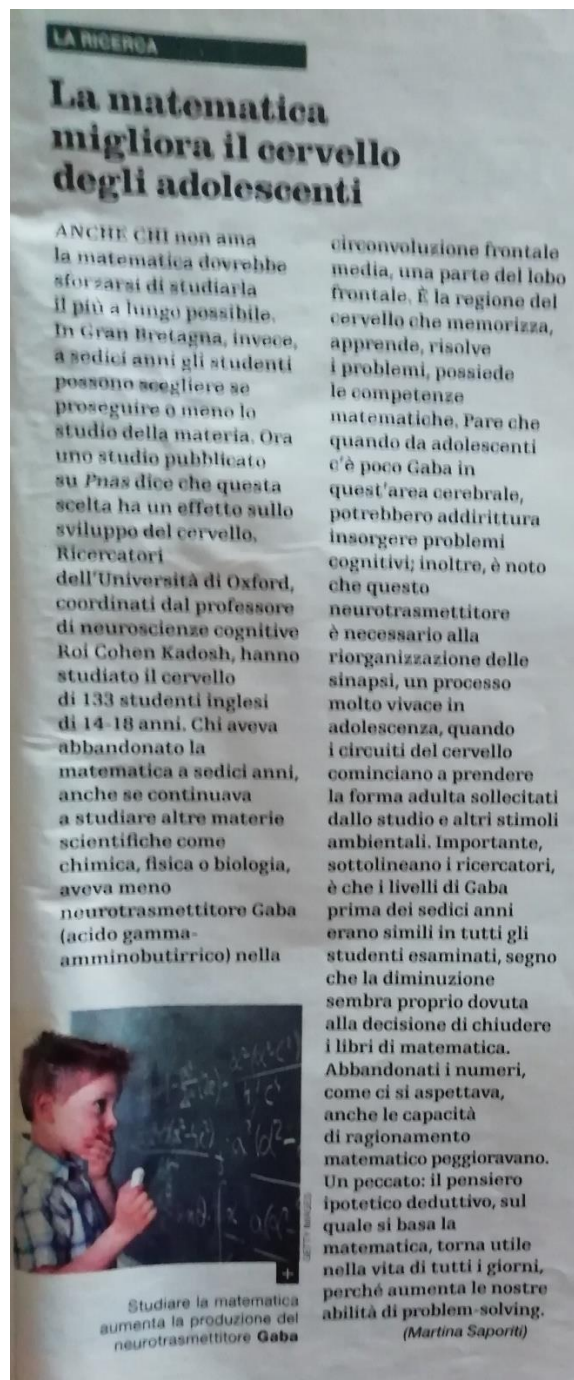 LA RICERCA
La matematica
migliora il cervello
degli adolescenti
ANCHE CHI non ama
la matematica dovrebbe
sforzarsi di studiarla
il più a lungo possibile.
In Gran Bretagna, invece,
a sedici anni gli studenti
possono scegliere se
proseguire o meno lo
studio della materia. Ora
uno studio pubblicato
su Pnas dice che questa
scelta ha un effetto sullo
sviluppo del cervello.
Ricercatori
dell'Università di Oxford,
coordinati dal professore
di neuroscienze cognitive
Roi Cohen Kadosh, hanno
studiato il cervello
di 133 studenti inglesi
di 14-18 anni. Chi aveva
abbandonato la
matematica a sedici anni,
anche se continuava
a studiare altre materie
scientifiche come
chimica, fisica o biologia,
aveva meno
neurotrasmettitore Gaba
(acido gamma-
amminobutirrico) nella
circonvoluzione frontale
media, una parte del lobo
frontale. È la regione del
cervello che memorizza,
apprende, risolve
i problemi, possiede
le competenze
matematiche. Pare che
quando da adolescenti
c'è poco Gaba in
quest'area cerebrale,
potrebbero addirittura
insorgere problemi
cognitivi; inoltre, è noto
che questo
neurotrasmettitore
è necessario alla
riorganizzazione delle
sinapsi, un processo
molto vivace in
adolescenza, quando
i circuiti del cervello
cominciano a prendere
la forma adulta sollecitati
dallo studio e altri stimoli
ambientali. Importante,
sottolineano i ricercatori,
è che i livelli di Gaba
prima dei sedici anni
erano simili in tutti gli
studenti esaminati, segno
che la diminuzione
sembra proprio dovuta
alla decisione di chiudere
i libri di matematica.
Abbandonati i numeri,
come ci si aspettava,
anche le capacità
di ragionamento
matematico peggioravano.
Un peccato: il pensiero
ipotetico deduttivo, sul
quale si basa la
matematica, torna utile
nella vita di tutti i giorni,
perché aumenta le nostre
abilità di problem-solving.
(Martina Saporiti)
GETTY IMAGES
+
Studiare la matematica
aumenta la produzione del
neurotrasmettitore Gaba